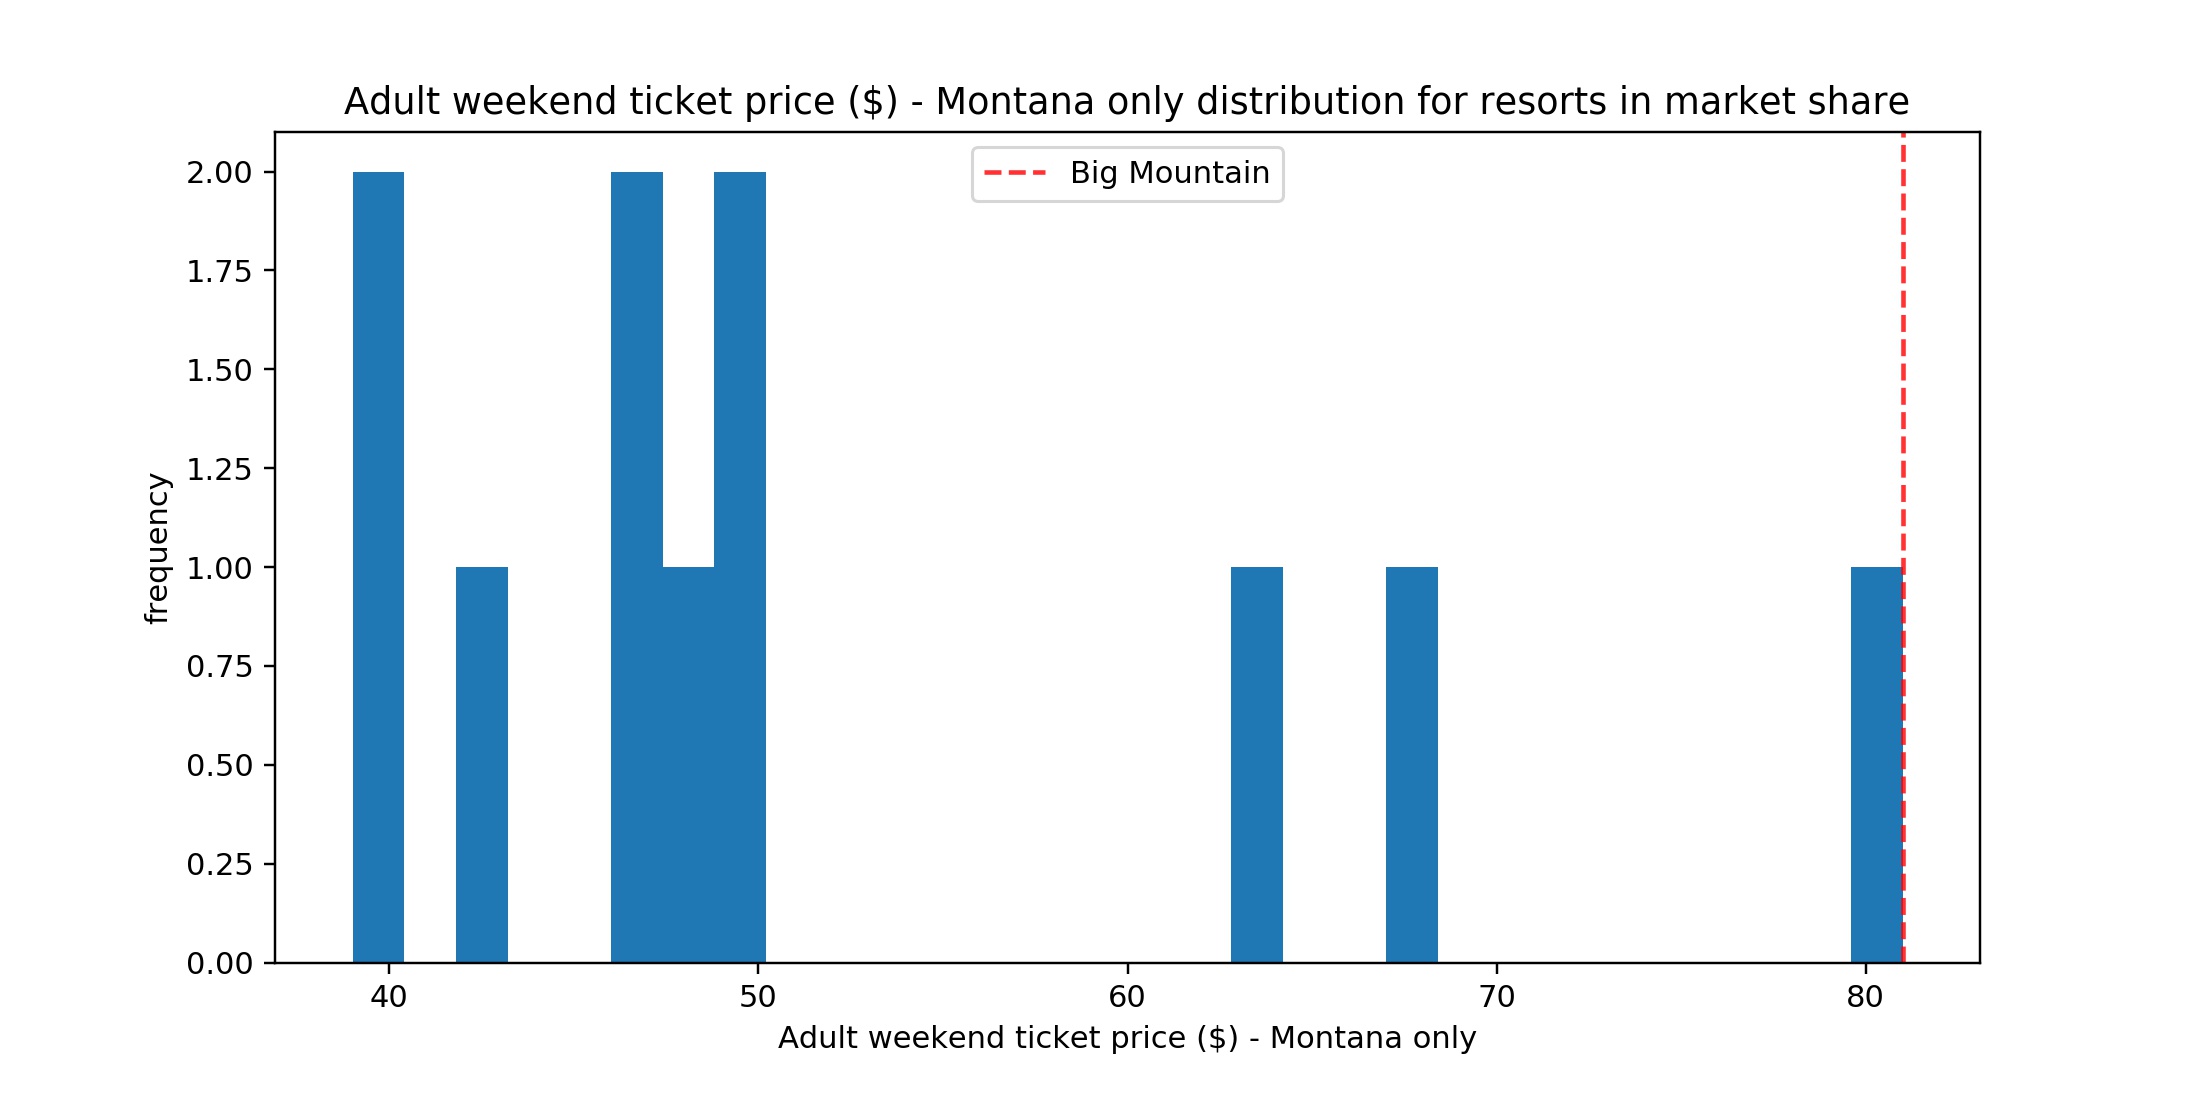 Adult weekend ticket price ($) - Montana only distribution for resorts in market share
Big Mountain
2.00
1.75
1.50
1.25
1.00
0.75
0.50
0.25
0.00
frequency
40 50 60 70 80
Adult weekend ticket price ($) - Montana only